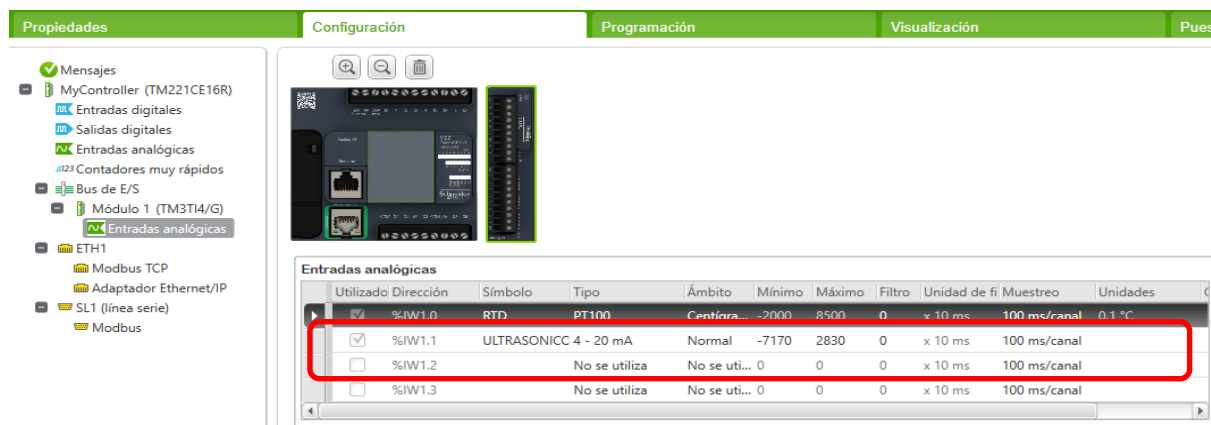 Propiedades Configuración Programación Visualización Pues
Mensajes
MyController (TM221CE16R)
Entradas digitales
Salidas digitales
Entradas analógicas
Contadores muy rápidos
Bus de E/S
Módulo 1 (TM3TI4/G)
Entradas analógicas
ETH1
Modbus TCP
Adaptador Ethernet/IP
SL1 (línea serie)
Modbus
Entradas analógicas
Utilizado Dirección Símbolo Tipo Ámbito Mínimo Máximo Filtro Unidad de fi Muestreo Unidades
%IW1.0 RTD PT100 Centígra... -2000 8500 0 x 10 ms 100 ms/canal 0.1 °C
%IW1.1 ULTRASONICC 4 - 20 mA Normal -7170 2830 0 x 10 ms 100 ms/canal
%IW1.2 No se utiliza No se uti... 0 0 0 x 10 ms 100 ms/canal
%IW1.3 No se utiliza No se uti... 0 0 0 x 10 ms 100 ms/canal